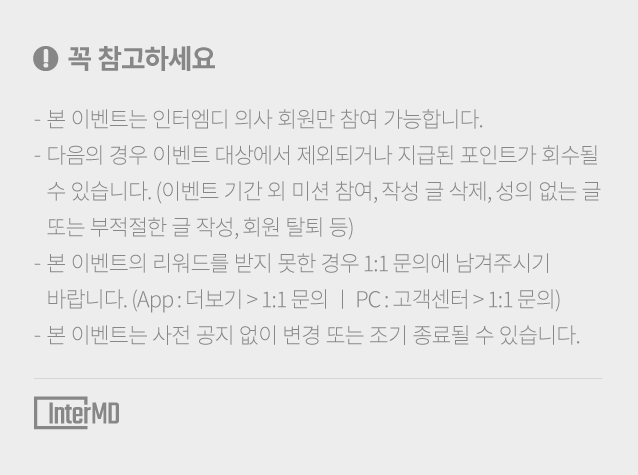 꼭 참고하세요
- 본 이벤트는 인터엠디 의사 회원만 참여 가능합니다.
- 다음의 경우 이벤트 대상에서 제외되거나 지급된 포인트가 회수될
수 있습니다. (이벤트 기간 외 미션 참여, 작성 글 삭제, 성의 없는 글
또는 부적절한 글 작성, 회원 탈퇴 등)
- 본 이벤트의 리워드를 받지 못한 경우 1:1 문의에 남겨주시기
바랍니다. (App : 더보기 > 1:1 문의 ㅣ PC : 고객센터 > 1:1 문의)
- 본 이벤트는 사전 공지 없이 변경 또는 조기 종료될 수 있습니다.
InterMD